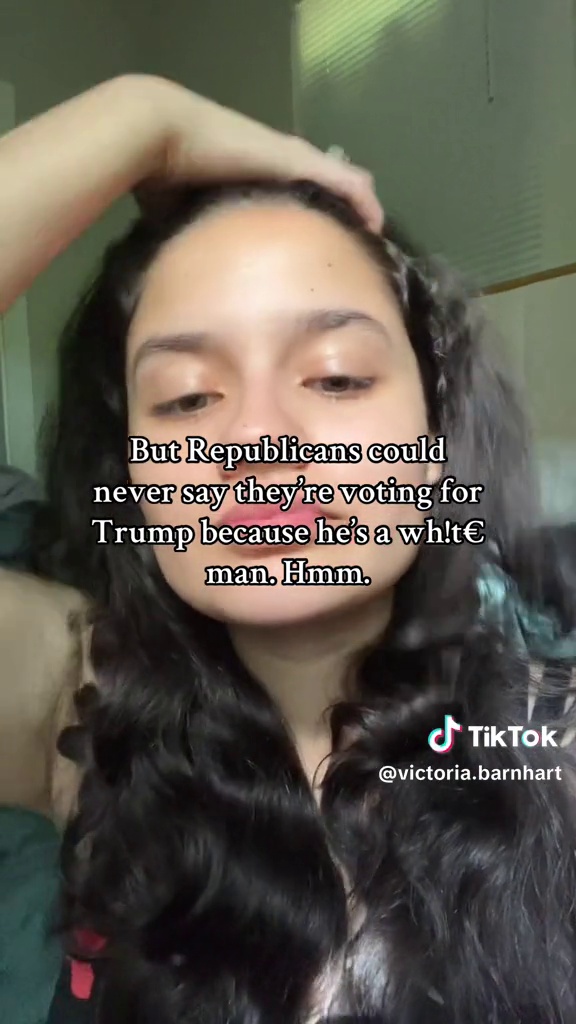 But Republicans could
never say they're voting for
Trump because he's a wh!t€
man. Hmm.
TikTok
@victoria.barnhart